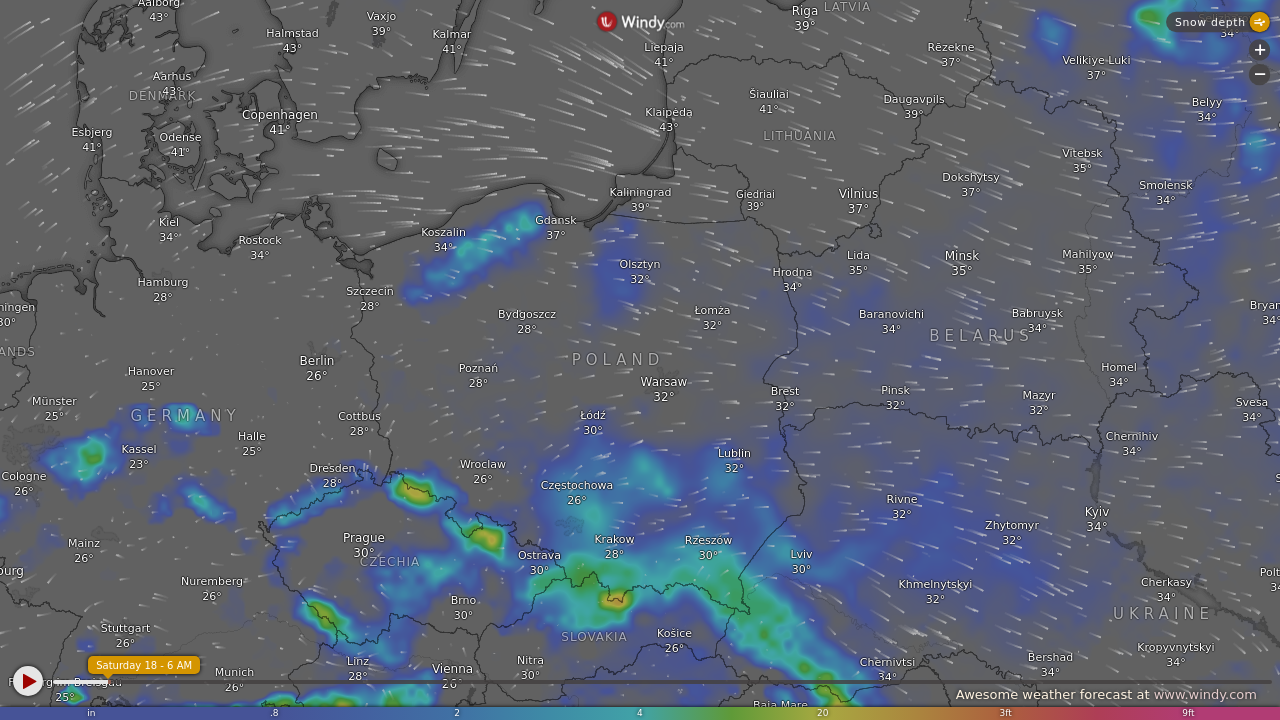 Aalborg
43°
Halmstad
43°
Vaxjo
39°
Kalmar
41°
Windy.com
Liepaja
41°
Riga
39°
LATVIA
Rēzekne
37°
Velikiye Luki
37°
Snow depth
34°
+
−
Aarhus
43°
DENMARK
Copenhagen
41°
Esbjerg
41°
Odense
41°
Klaipėda
43°
Šiauliai
41°
LITHUANIA
Daugavpils
39°
Belyy
34°
Vitebsk
35°
Smolensk
34°
Dokshytsy
37°
Kaliningrad
39°
Giedriai
39°
Vilnius
37°
Kiel
34°
Rostock
34°
Koszalin
34°
Gdansk
37°
Olsztyn
32°
Hrodna
34°
Lida
35°
Minsk
35°
Mahilyow
35°
Hamburg
28°
Szczecin
28°
Bydgoszcz
28°
Łomża
32°
Baranovichi
34°
Babruysk
34°
BELARUS
POLAND
Berlin
26°
Poznań
28°
Warsaw
32°
Brest
32°
Pinsk
32°
Mazyr
32°
Homel
34°
Svesa
34°
Hanover
25°
Münster
25°
GERMANY
Kassel
23°
Halle
25°
Cottbus
28°
Łódź
30°
Lublin
32°
Chernihiv
34°
Cologne
26°
Dresden
28°
Wroclaw
26°
Częstochowa
26°
Rivne
32°
Zhytomyr
32°
Kyiv
34°
Mainz
26°
Prague
30°
CZECHIA
Ostrava
30°
Krakow
28°
Rzeszow
30°
Lviv
30°
Khmelnytskyi
32°
Cherkasy
34°
UKRAINE
Nuremberg
26°
Brno
30°
Stuttgart
26°
SLOVAKIA
Košice
26°
Kropyvnytskyi
34°
Saturday 18 - 6 AM
25°
Munich
26°
Linz
28°
Vienna
26°
Nitra
30°
Chernivtsi
34°
Bershad
34°
Baia Mare
Awesome weather forecast at www.windy.com
in .8 2 4 20 3ft 9ft